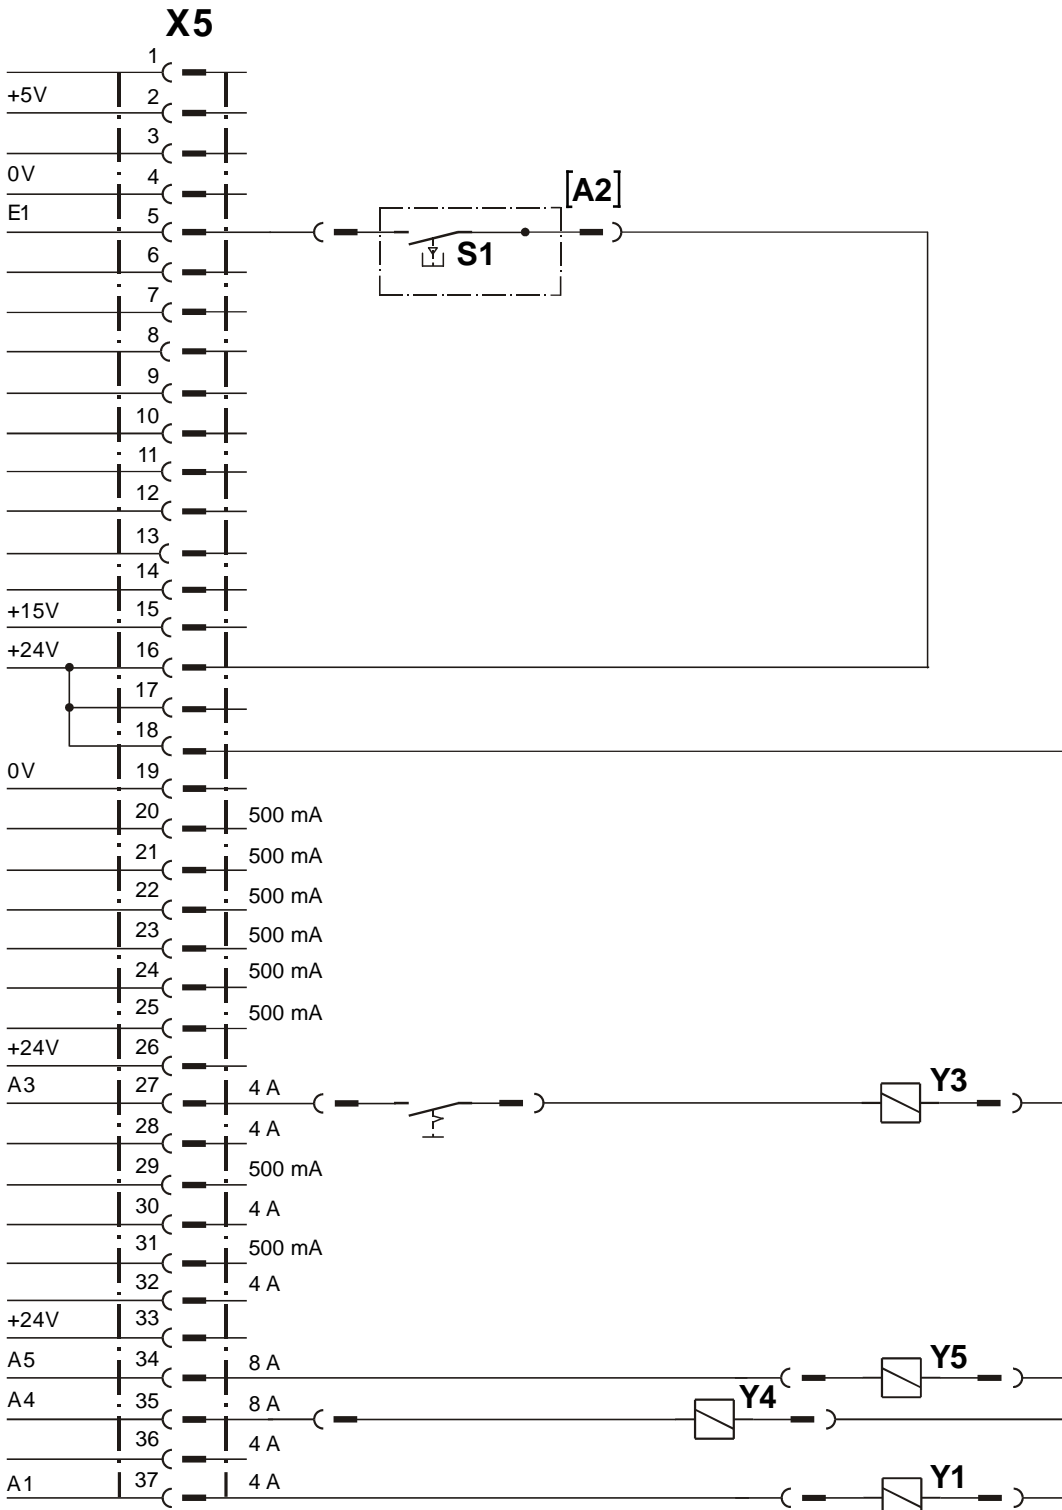 X5
1
+5V 2
3
0V 4
[A2]
E1 5
S1
6
7
8
9
10
11
12
13
14
+15V 15
+24V 16
17
18
0V 19
20 500 mA
21 500 mA
22 500 mA
23 500 mA
24 500 mA
25 500 mA
+24V 26
A3 27 4 A Y3
28 4 A
29 500 mA
30 4 A
31 500 mA
32 4 A
+24V 33
A5 34 8 A Y5
A4 35 8 A Y4
36 4 A
A1 37 4 A Y1